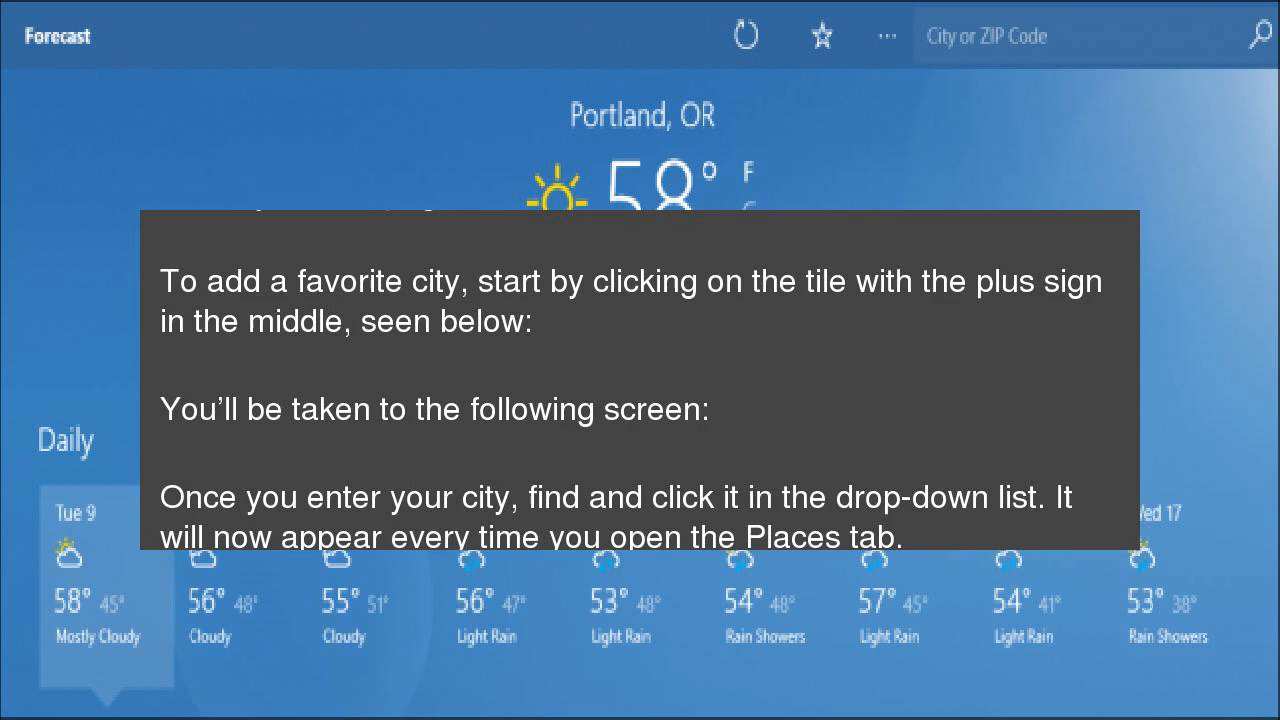 Forecast
City or ZIP Code
Portland, OR
58° F
To add a favorite city, start by clicking on the tile with the plus sign
in the middle, seen below:
You’ll be taken to the following screen:
Once you enter your city, find and click it in the drop-down list. It
will now appear every time you open the Places tab.
Daily
Tue 9
Wed 17
58° 45° 56° 48° 55° 51° 56° 47° 53° 48° 54° 48° 57° 45° 54° 41° 53° 38°
Mostly Cloudy Cloudy Cloudy Light Rain Light Rain Rain Showers Light Rain Light Rain Rain Showers